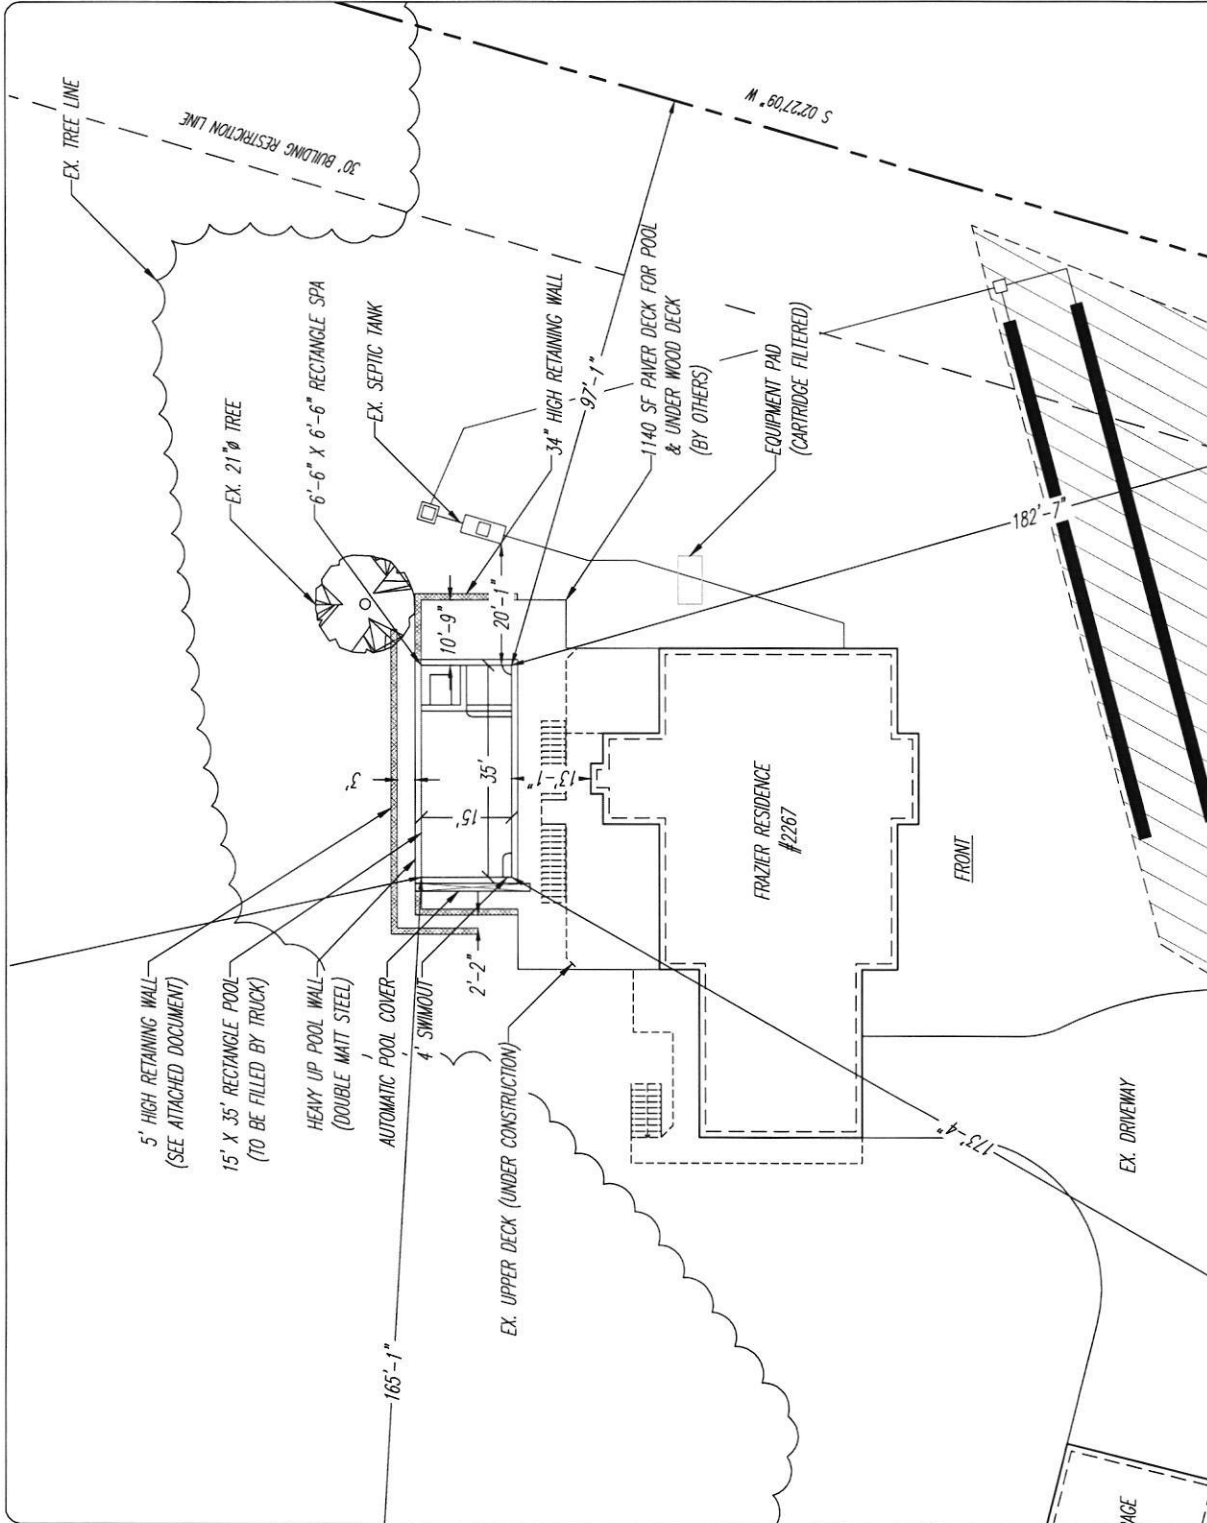 EX. TREE LINE
30' BUILDING RESTRICTION LINE
S 02°27'09" W
EX. 21"ø TREE
6'-6" X 6'-6" RECTANGLE SPA
EX. SEPTIC TANK
34" HIGH RETAINING WALL
97'-1"
1140 SF PAVER DECK FOR POOL
& UNDER WOOD DECK
(BY OTHERS)
EQUIPMENT PAD
(CARTRIDGE FILTERED)
182'-7"
10'-9"
20'-1"
3'
35'
15'
13'-1"
2'-2"
5' HIGH RETAINING WALL
(SEE ATTACHED DOCUMENT)
15' X 35' RECTANGLE POOL
(TO BE FILLED BY TRUCK)
HEAVY UP POOL WALL
(DOUBLE MATT STEEL)
AUTOMATIC POOL COVER
4' SWIMOUT
EX. UPPER DECK (UNDER CONSTRUCTION)
FRAZIER RESIDENCE
#2267
FRONT
165'-1"
173'-4"
EX. DRIVEWAY